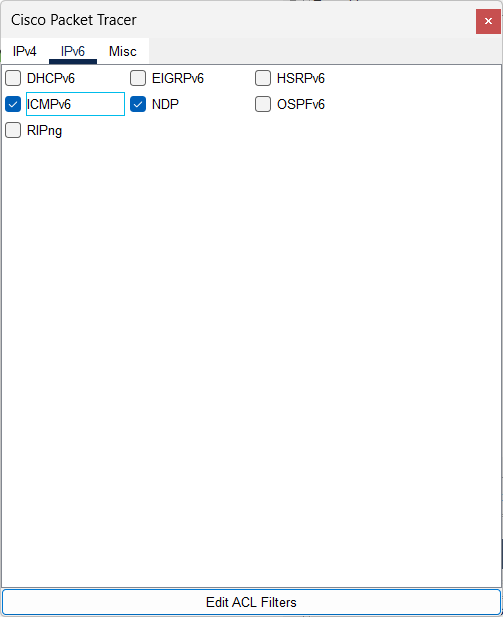 Cisco Packet Tracer
IPv4 IPv6 Misc
DHCPv6 EIGRPv6 HSRPv6
ICMPv6 NDP OSPFv6
RIPng
Edit ACL Filters